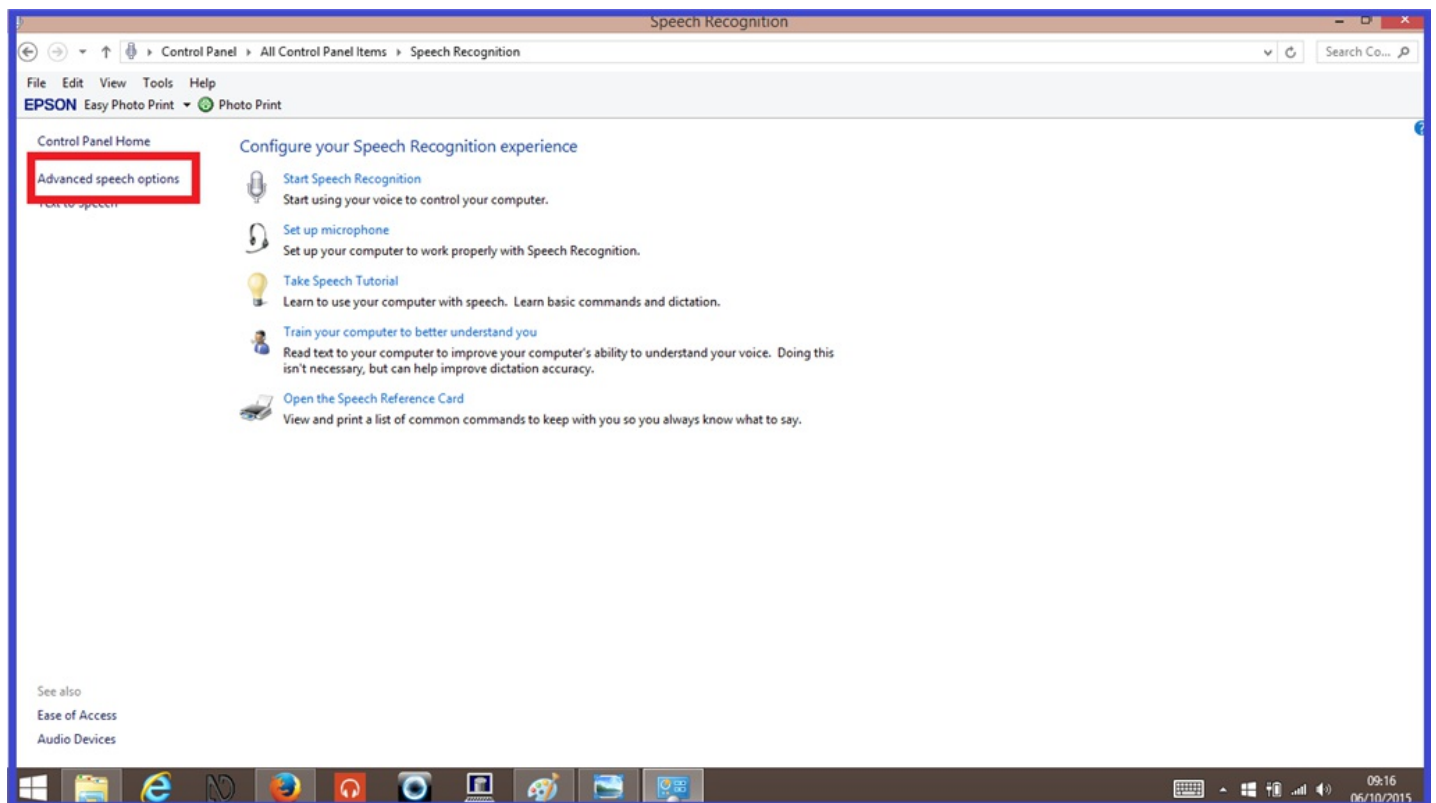 Speech Recognition
Control Panel All Control Panel Items Speech Recognition
Search Co...
File Edit View Tools Help
EPSON Easy Photo Print Photo Print
Control Panel Home
Advanced speech options
Text to Speech
Configure your Speech Recognition experience
Start Speech Recognition
Start using your voice to control your computer.
Set up microphone
Set up your computer to work properly with Speech Recognition.
Take Speech Tutorial
Learn to use your computer with speech. Learn basic commands and dictation.
Train your computer to better understand you
Read text to your computer to improve your computer's ability to understand your voice. Doing this
isn't necessary, but can help improve dictation accuracy.
Open the Speech Reference Card
View and print a list of common commands to keep with you so you always know what to say.
See also
Ease of Access
Audio Devices
09:16
06/10/2015